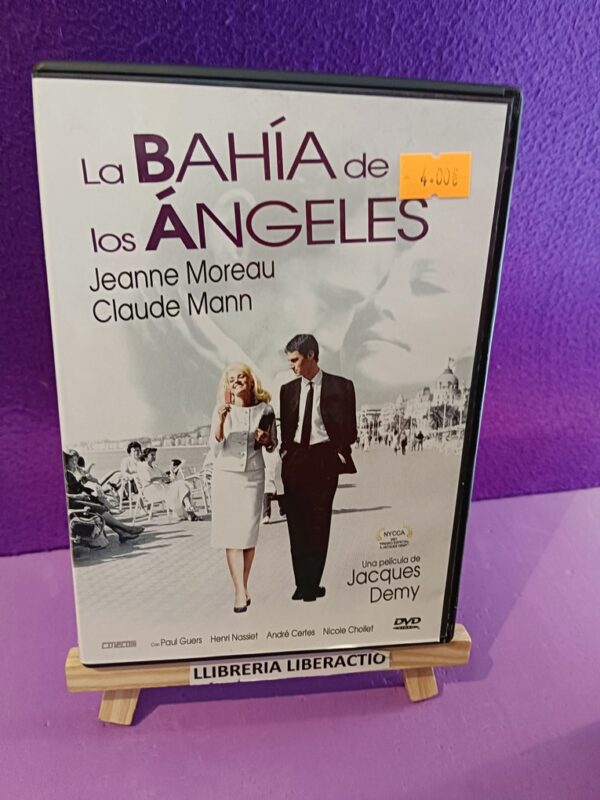 La BAHÍA de
4.00€
los ÁNGELES
Jeanne Moreau
Claude Mann
NYCCA
Una película de
Jacques
Demy
DVD
Con Paul Guers Henri Nassiet André Certes Nicole Chollet
LLIBRERIA LIBERACTIO